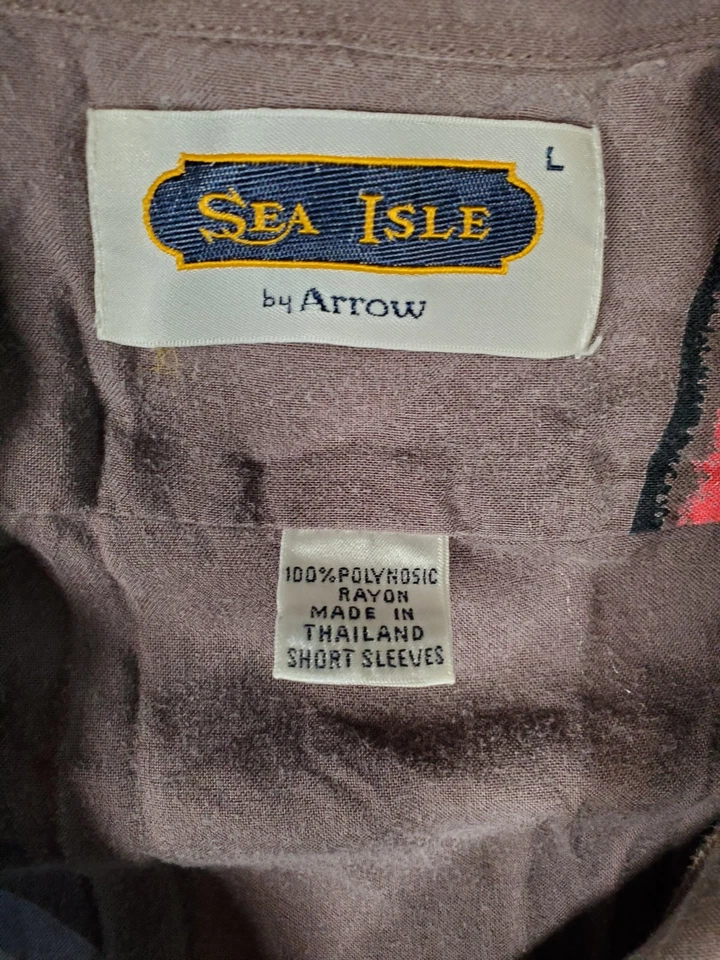 L
SEA ISLE
by Arrow
100% POLYNOSIC
RAYON
MADE IN
THAILAND
SHORT SLEEVES